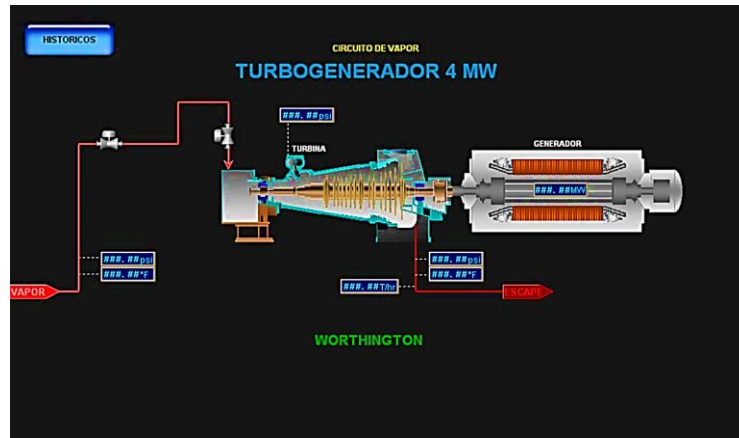 HISTORICOS
CIRCUITO DE VAPOR
TURBOGENERADOR 4 MW
###.##psi
TURBINA
GENERADOR
###.##MW
###.##psi
###.##°F
VAPOR
###.##psi
###.##°F
###.##T/hr
ESCAPE
WORTHINGTON